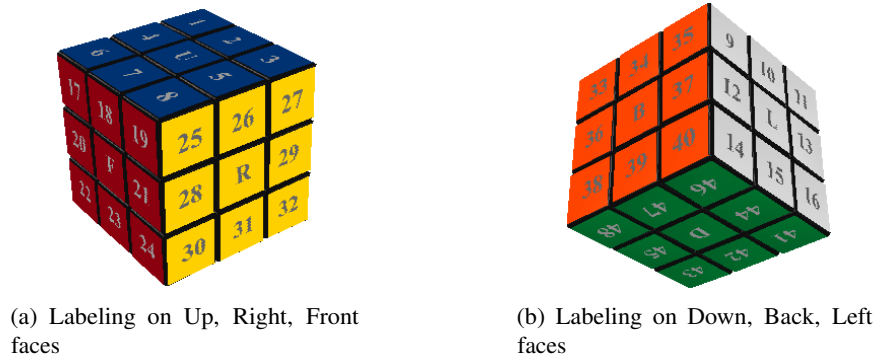 1 2 3
4 U 5
6 7 8
17 18 19
20 F 21
22 23 24
25 26 27
28 R 29
30 31 32
(a) Labeling on Up, Right, Front
faces
33 34 35
36 B 37
38 39 40
9 10 11
12 L 13
14 15 16
41 42 43
44 D 45
46 47 48
(b) Labeling on Down, Back, Left
faces